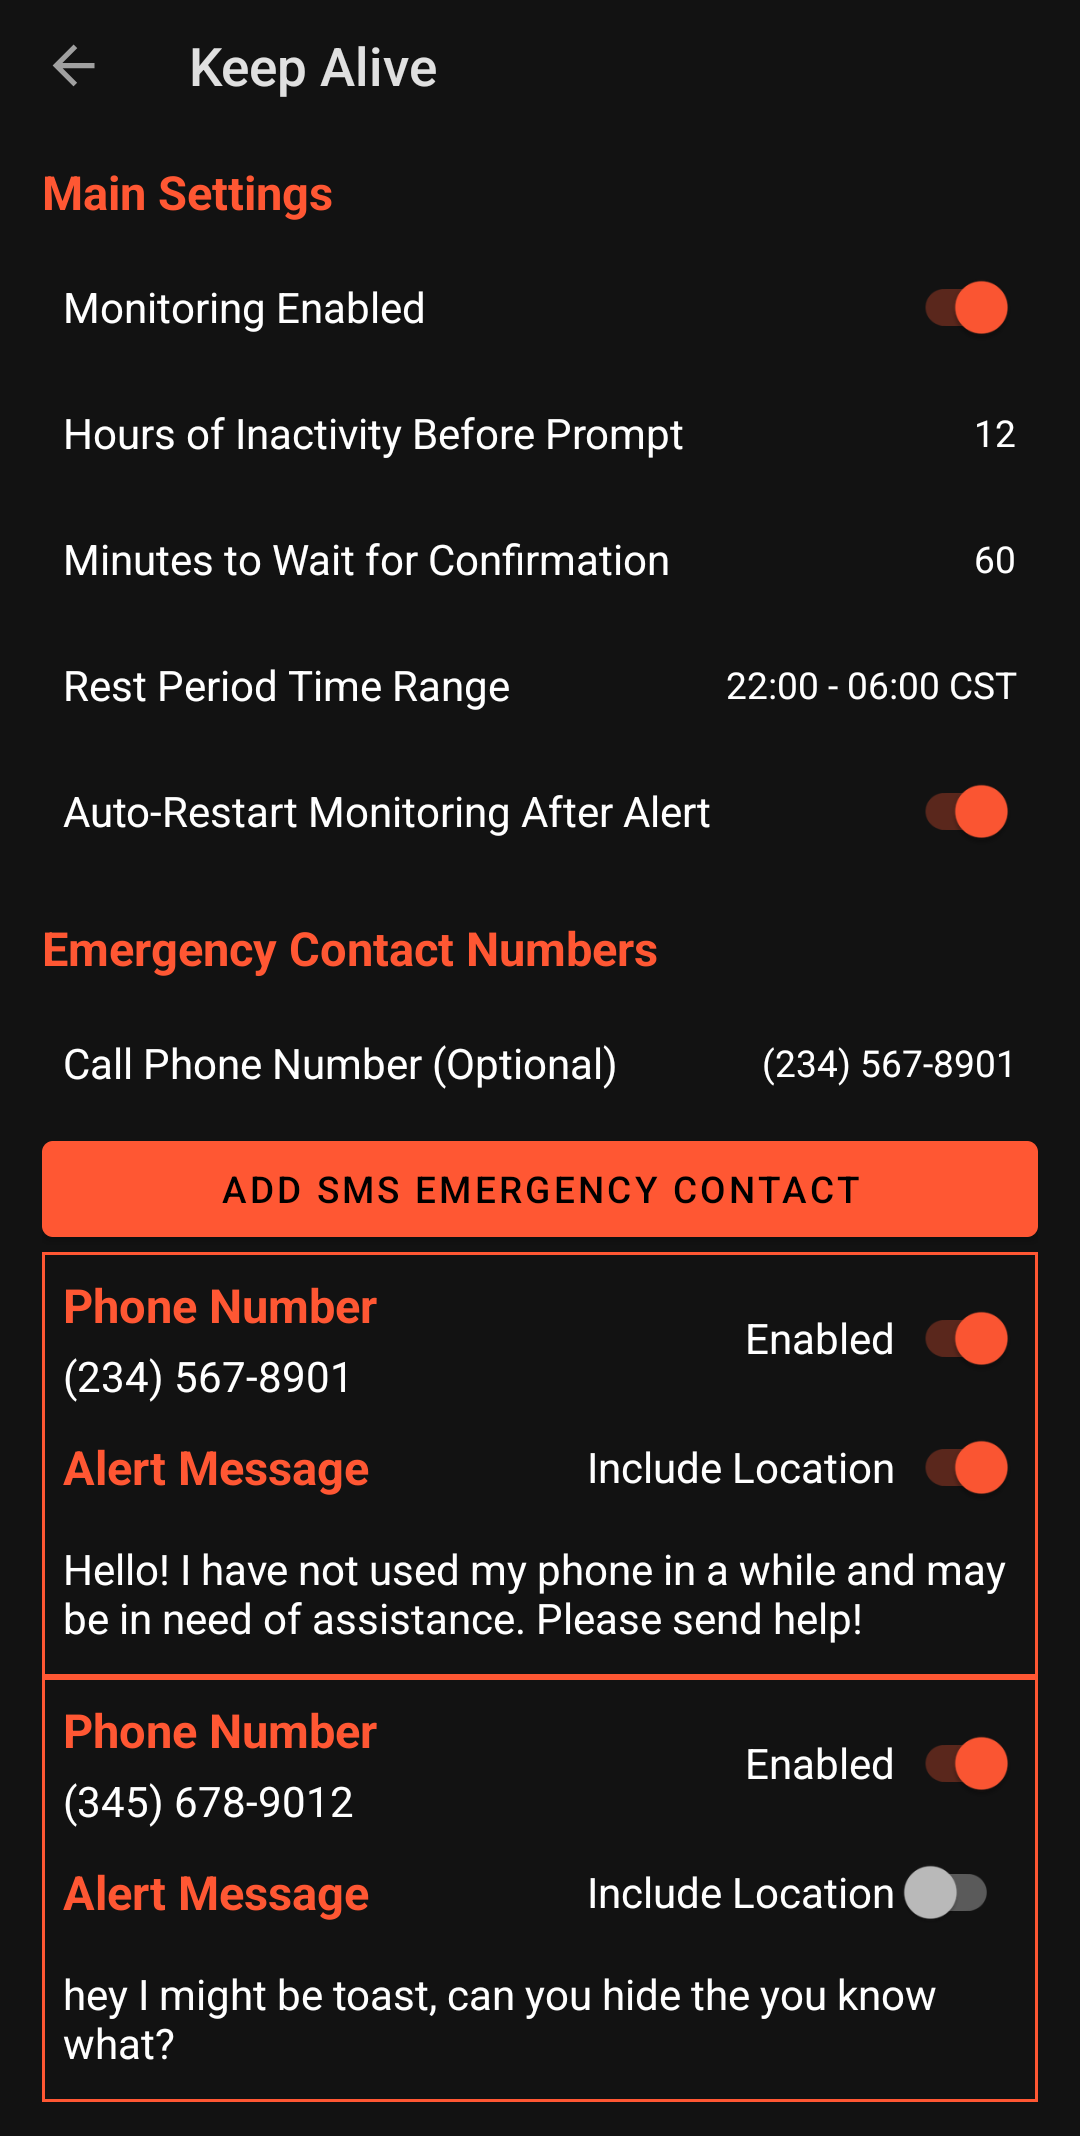 Keep Alive
Main Settings
Monitoring Enabled
Hours of Inactivity Before Prompt 12
Minutes to Wait for Confirmation 60
Rest Period Time Range 22:00 - 06:00 CST
Auto-Restart Monitoring After Alert
Emergency Contact Numbers
Call Phone Number (Optional) (234) 567-8901
ADD SMS EMERGENCY CONTACT
Phone Number
Enabled
(234) 567-8901
Alert Message Include Location
Hello! I have not used my phone in a while and may
be in need of assistance. Please send help!
Phone Number
Enabled
(345) 678-9012
Alert Message Include Location
hey I might be toast, can you hide the you know
what?